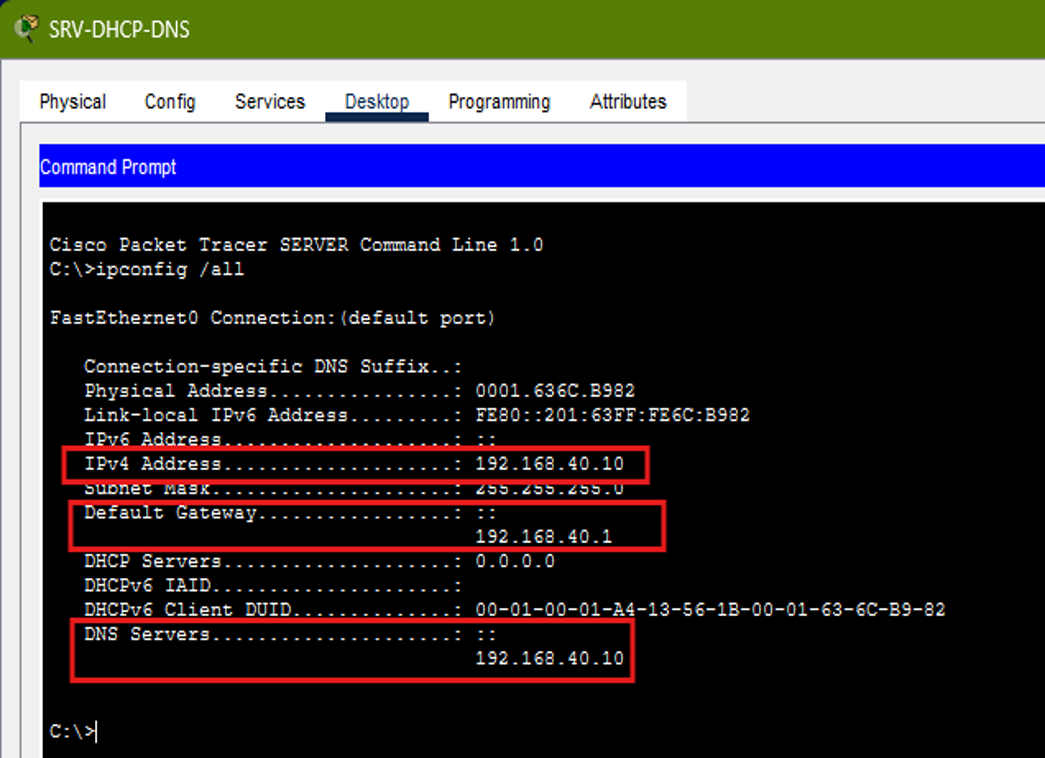 SRV-DHCP-DNS
Physical Config Services Desktop Programming Attributes
Command Prompt
Cisco Packet Tracer SERVER Command Line 1.0
C:\>ipconfig /all
FastEthernet0 Connection:(default port)
Connection-specific DNS Suffix..:
Physical Address................: 0001.636C.B982
Link-local IPv6 Address.........: FE80::201:63FF:FE6C:B982
IPv6 Address....................: ::
IPv4 Address....................: 192.168.40.10
Subnet Mask.....................: 255.255.255.0
Default Gateway.................: ::
192.168.40.1
DHCP Servers....................: 0.0.0.0
DHCPv6 IAID.....................:
DHCPv6 Client DUID..............: 00-01-00-01-A4-13-56-1B-00-01-63-6C-B9-82
DNS Servers.....................: ::
192.168.40.10
C:\>